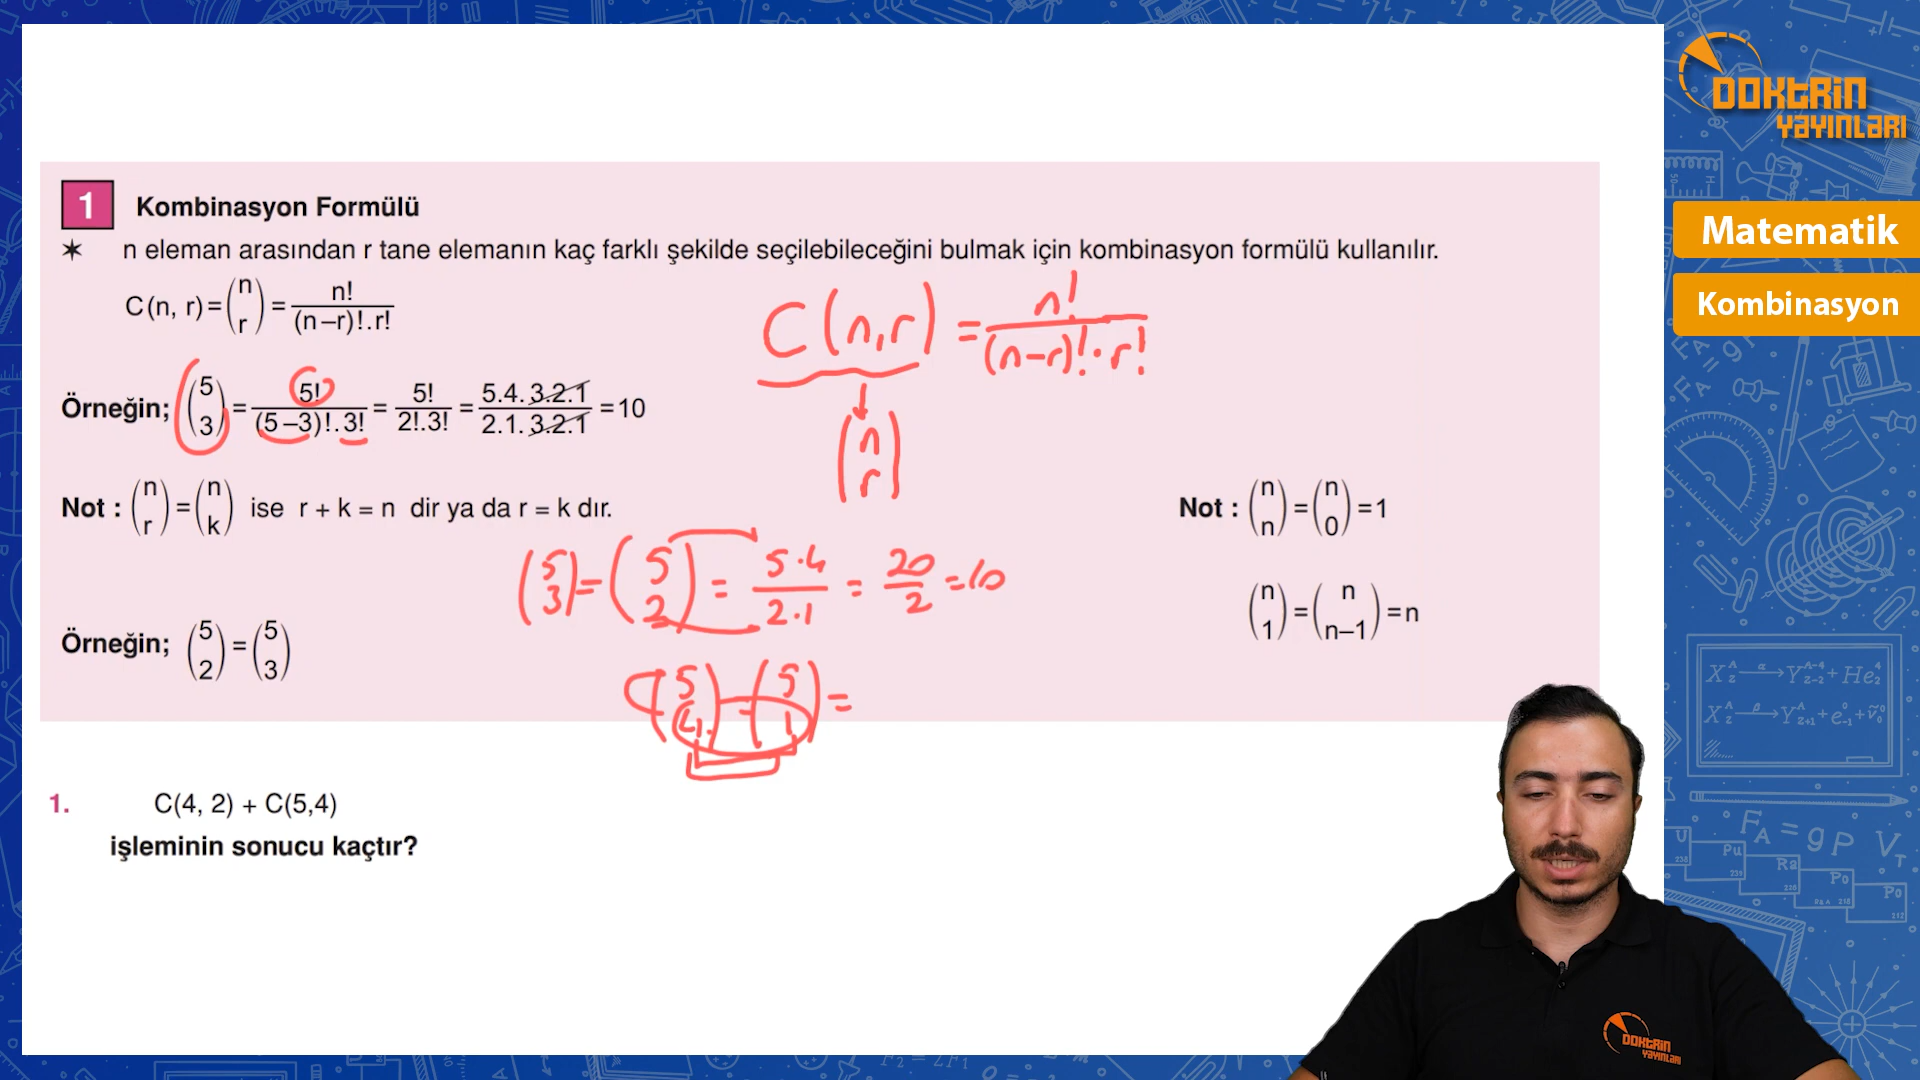 DOKTRiN
YAYINLARI
Matematik
Kombinasyon
1 Kombinasyon Formülü
✶ n eleman arasından r tane elemanın kaç farklı şekilde seçilebileceğini bulmak için kombinasyon formülü kullanılır.
C(n, r) = (n r) = n! / (n–r)!.r!
C(n,r) = n! / (n-r)!·r!
(n r)
Örneğin; (5 3) = 5! / (5–3)!.3! = 5! / 2!.3! = 5.4.3.2.1 / 2.1.3.2.1 = 10
Not : (n r) = (n k) ise r + k = n dir ya da r = k dır.
Not : (n n) = (n 0) = 1
(5 3) = (5 2) = 5·4 / 2·1 = 20 / 2 = 10
(n 1) = (n n–1) = n
Örneğin; (5 2) = (5 3)
(5 4) = (5 1) =
1. C(4, 2) + C(5,4)
işleminin sonucu kaçtır?
DOKTRiN
YAYINLARI